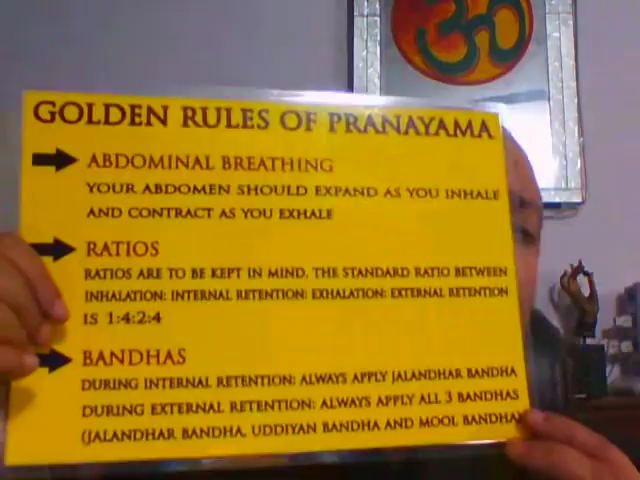 GOLDEN RULES OF PRANAYAMA
ABDOMINAL BREATHING
YOUR ABDOMEN SHOULD EXPAND AS YOU INHALE
AND CONTRACT AS YOU EXHALE
RATIOS
RATIOS ARE TO BE KEPT IN MIND. THE STANDARD RATIO BETWEEN
INHALATION: INTERNAL RETENTION: EXHALATION: EXTERNAL RETENTION
IS 1:4:2:4
BANDHAS
DURING INTERNAL RETENTION: ALWAYS APPLY JALANDHAR BANDHA
DURING EXTERNAL RETENTION: ALWAYS APPLY ALL 3 BANDHAS
(JALANDHAR BANDHA, UDDIYAN BANDHA AND MOOL BANDHA)
ॐ